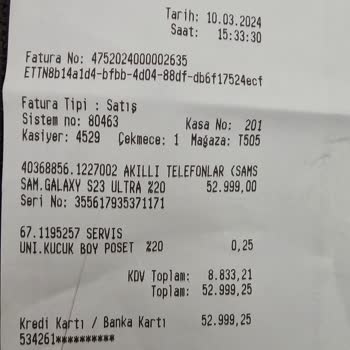 Tarih: 10.03.2024
Saat: 15:33:30
Fatura No: 4752024000002635
ETTN8b14a1d4-bfbb-4d04-88df-db6f17524ecf
Fatura Tipi : Satış
Sistem no: 80463 Kasa No: 201
Kasiyer: 4529 Çekmece: 1 Mağaza: T505
40368856.1227002 AKILLI TELEFONLAR (SAMS
SAM.GALAXY S23 ULTRA %20 52.999,00
Seri No: 355617935371171
67.1195257 SERVIS
UNI.KUCUK BOY POSET %20 0,25
KDV Toplam: 8.833,21
Toplam: 52.999,25
Kredi Kartı / Banka Kartı 52.999,25
534261**********